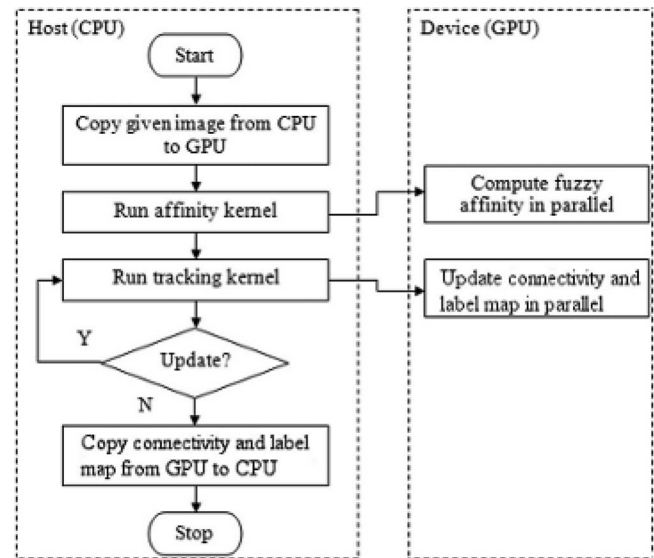 Host (CPU)
Start
Copy given image from CPU
to GPU
Run affinity kernel
Run tracking kernel
Y
Update?
N
Copy connectivity and label
map from GPU to CPU
Stop
Device (GPU)
Compute fuzzy
affinity in parallel
Update connectivity and
label map in parallel